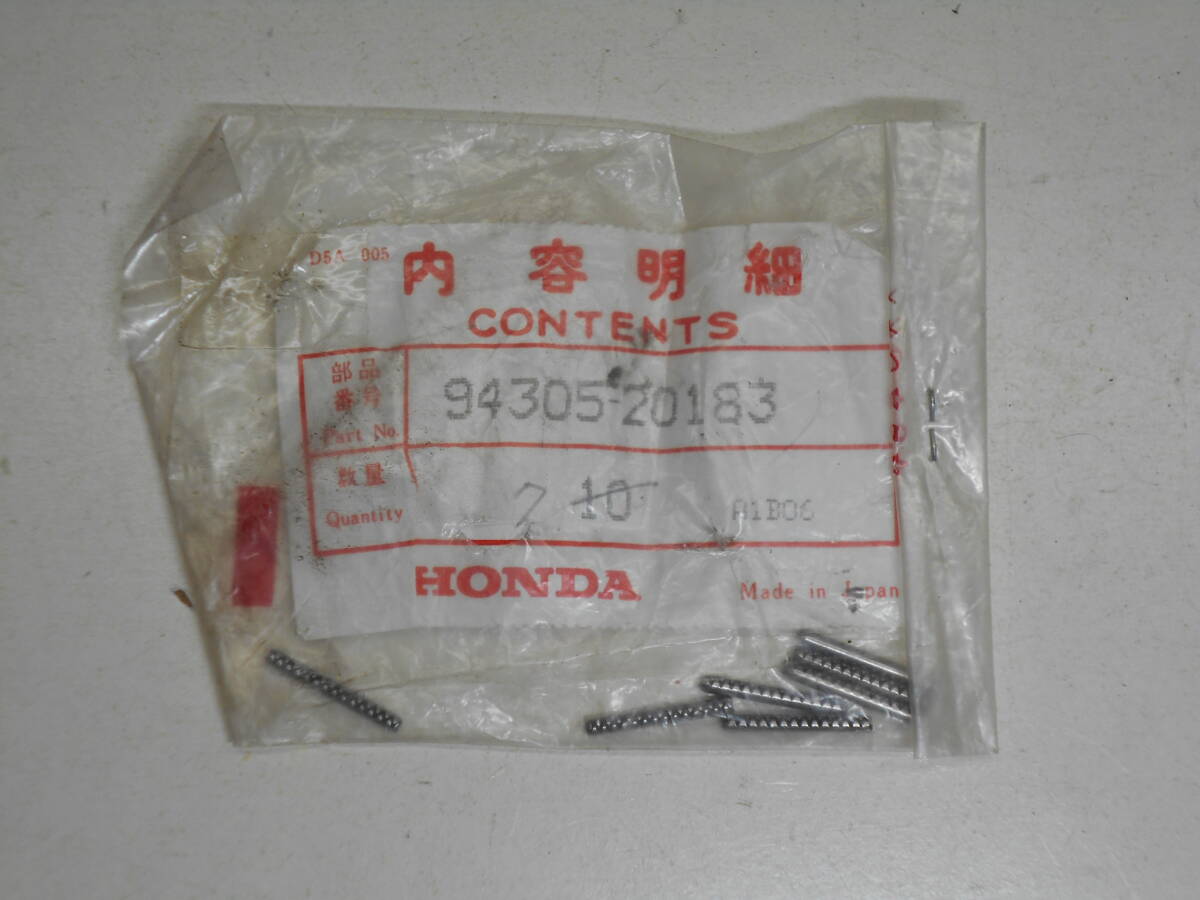 D5A 005
内容明細
CONTENTS
部品
番号
Part No.
94305-20183
数量
Quantity
7 10
A1B06
HONDA
Made in Japan